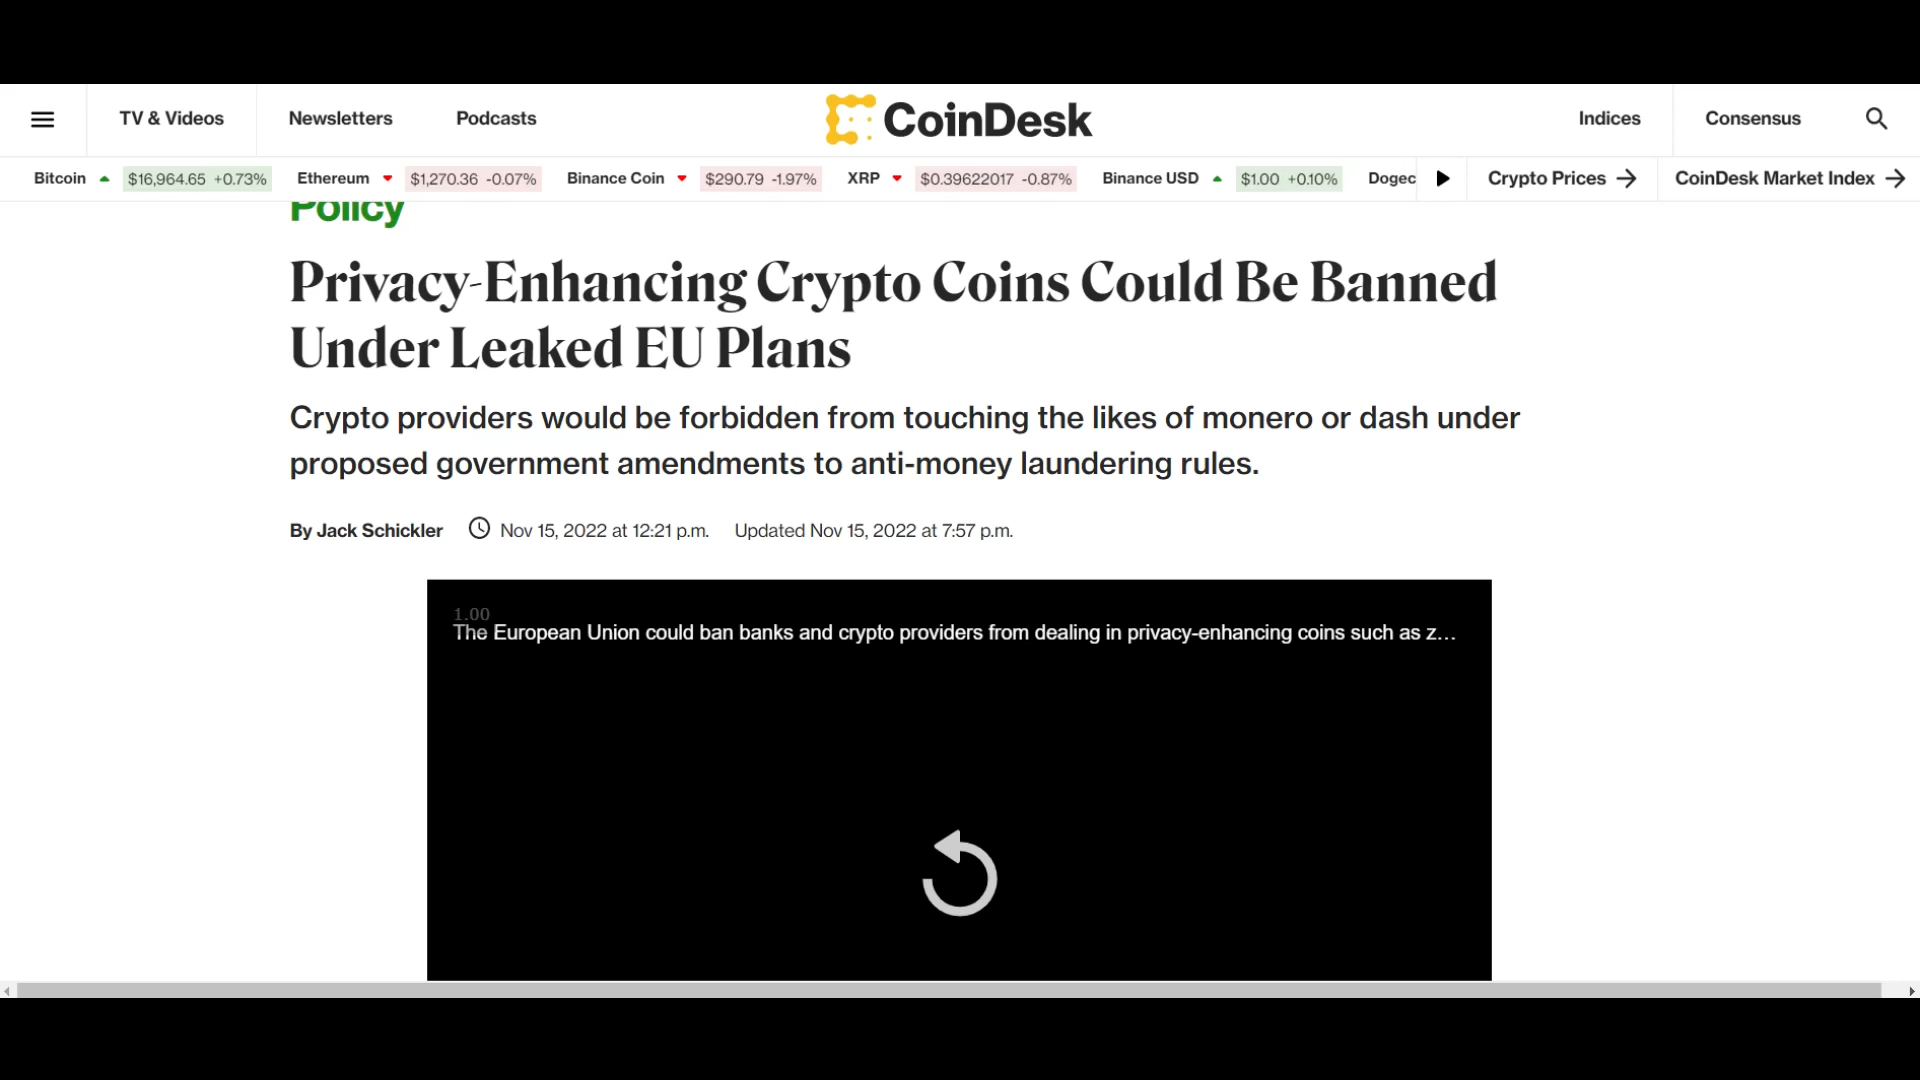 TV & Videos Newsletters Podcasts CoinDesk Indices Consensus
Bitcoin $16,964.65 +0.73% Ethereum $1,270.36 -0.07% Binance Coin $290.79 -1.97% XRP $0.39622017 -0.87% Binance USD $1.00 +0.10% Dogec Crypto Prices CoinDesk Market Index
Policy
Privacy-Enhancing Crypto Coins Could Be Banned
Under Leaked EU Plans
Crypto providers would be forbidden from touching the likes of monero or dash under
proposed government amendments to anti-money laundering rules.
By Jack Schickler Nov 15, 2022 at 12:21 p.m. Updated Nov 15, 2022 at 7:57 p.m.
1.00
The European Union could ban banks and crypto providers from dealing in privacy-enhancing coins such as z...